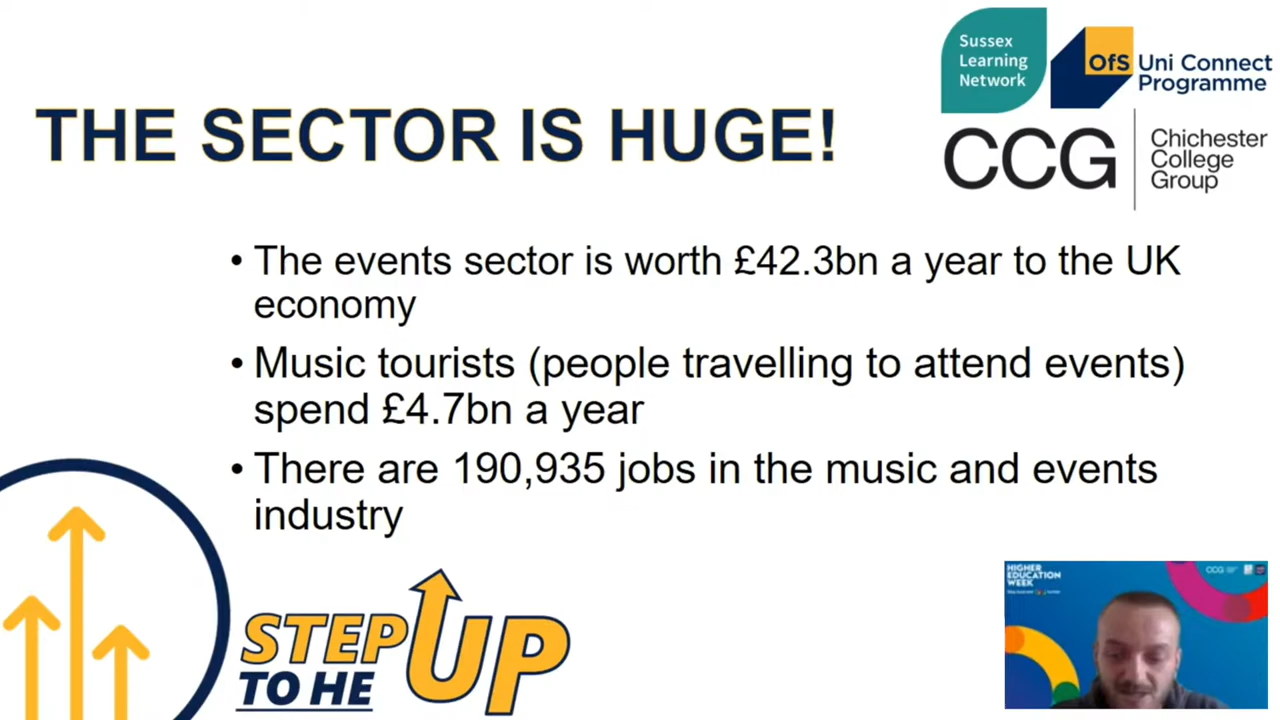 Sussex
Learning
Network
OfS Uni Connect
Programme
THE SECTOR IS HUGE!
CCG Chichester
College
Group
• The events sector is worth £42.3bn a year to the UK
economy
• Music tourists (people travelling to attend events)
spend £4.7bn a year
• There are 190,935 jobs in the music and events
industry
STEP UP
TO HE
HIGHER
EDUCATION
WEEK
CCG